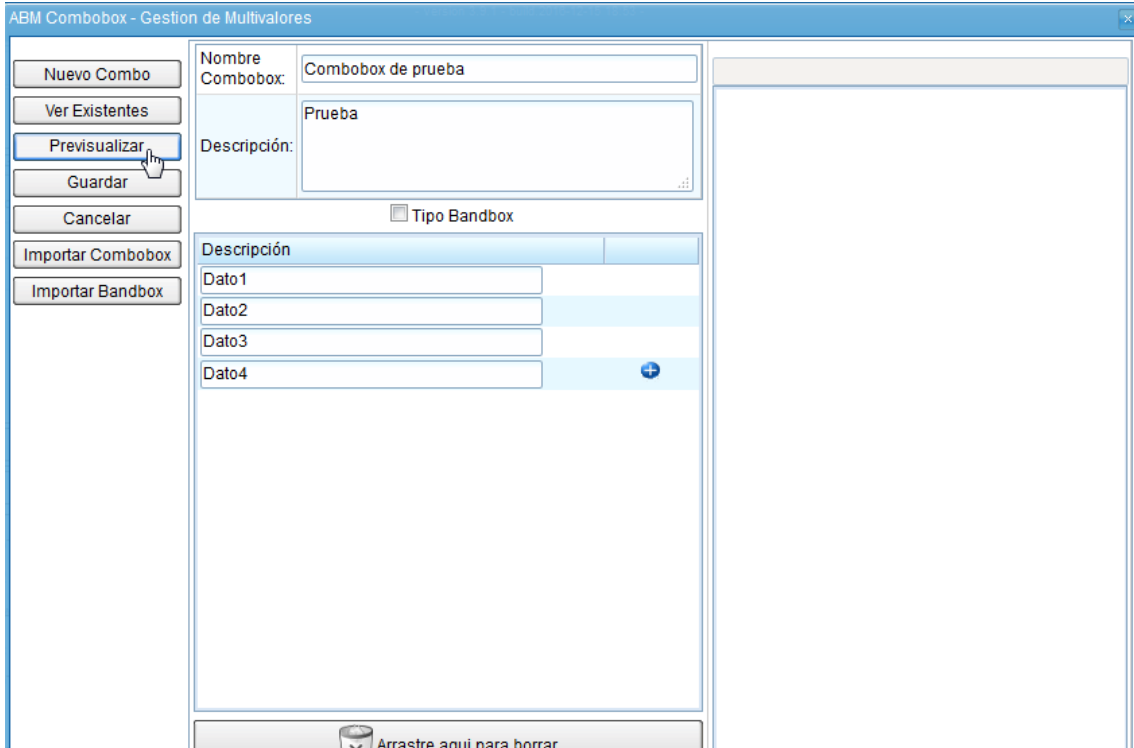 ABM Combobox - Gestion de Multivalores
Nuevo Combo
Ver Existentes
Previsualizar
Guardar
Cancelar
Importar Combobox
Importar Bandbox
Nombre
Combobox:
Combobox de prueba
Descripción:
Prueba
Tipo Bandbox
Descripción
Dato1
Dato2
Dato3
Dato4
Arrastre aqui para borrar